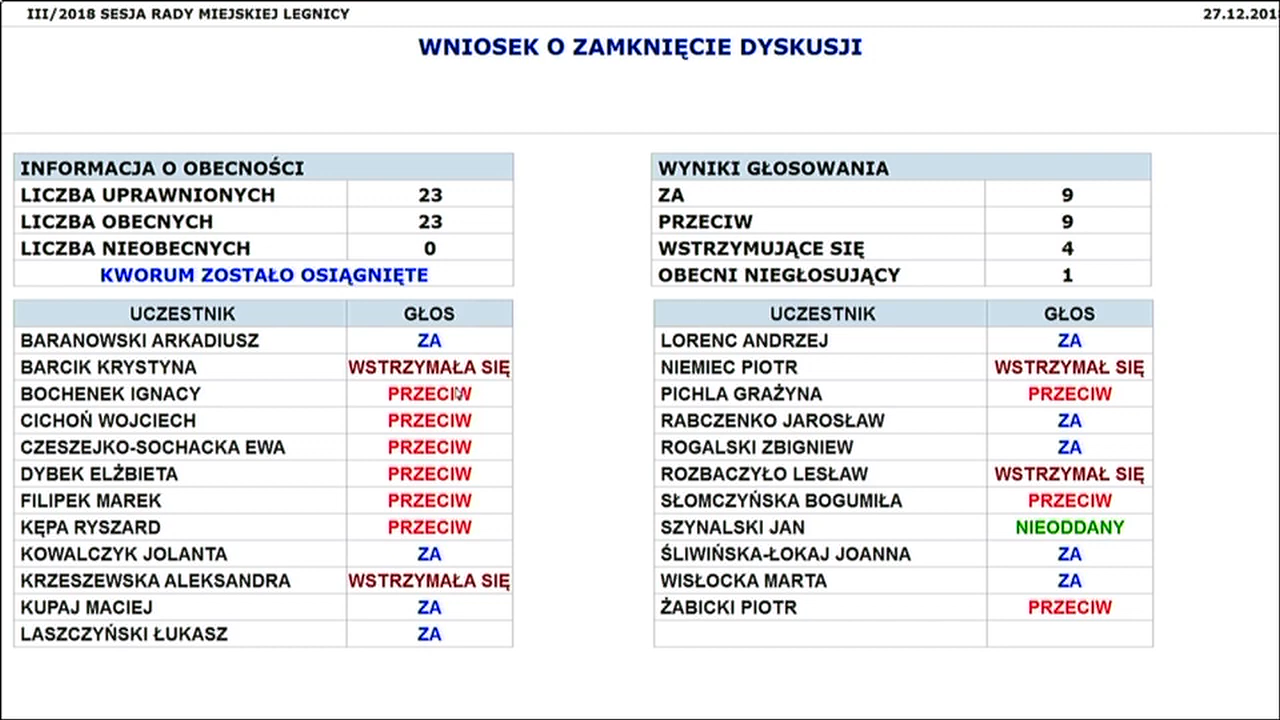 III/2018 SESJA RADY MIEJSKIEJ LEGNICY
27.12.201
WNIOSEK O ZAMKNIĘCIE DYSKUSJI
INFORMACJA O OBECNOŚCI
LICZBA UPRAWNIONYCH 23
LICZBA OBECNYCH 23
LICZBA NIEOBECNYCH 0
KWORUM ZOSTAŁO OSIĄGNIĘTE
WYNIKI GŁOSOWANIA
ZA 9
PRZECIW 9
WSTRZYMUJĄCE SIĘ 4
OBECNI NIEGŁOSUJĄCY 1
UCZESTNIK GŁOS
BARANOWSKI ARKADIUSZ ZA
BARCIK KRYSTYNA WSTRZYMAŁA SIĘ
BOCHENEK IGNACY PRZECIW
CICHOŃ WOJCIECH PRZECIW
CZESZEJKO-SOCHACKA EWA PRZECIW
DYBEK ELŻBIETA PRZECIW
FILIPEK MAREK PRZECIW
KĘPA RYSZARD PRZECIW
KOWALCZYK JOLANTA ZA
KRZESZEWSKA ALEKSANDRA WSTRZYMAŁA SIĘ
KUPAJ MACIEJ ZA
LASZCZYŃSKI ŁUKASZ ZA
UCZESTNIK GŁOS
LORENC ANDRZEJ ZA
NIEMIEC PIOTR WSTRZYMAŁ SIĘ
PICHLA GRAŻYNA PRZECIW
RABCZENKO JAROSŁAW ZA
ROGALSKI ZBIGNIEW ZA
ROZBACZYŁO LESŁAW WSTRZYMAŁ SIĘ
SŁOMCZYŃSKA BOGUMIŁA PRZECIW
SZYNALSKI JAN NIEODDANY
ŚLIWIŃSKA-ŁOKAJ JOANNA ZA
WISŁOCKA MARTA ZA
ŻABICKI PIOTR PRZECIW